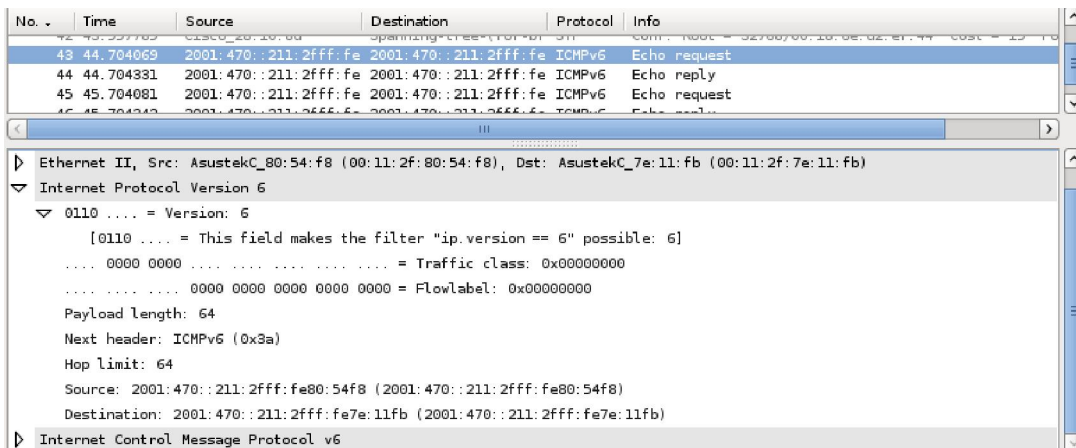 No. . Time Source Destination Protocol Info
43 44.704069 2001:470::211:2fff:fe 2001:470::211:2fff:fe ICMPv6 Echo request
44 44.704331 2001:470::211:2fff:fe 2001:470::211:2fff:fe ICMPv6 Echo reply
45 45.704081 2001:470::211:2fff:fe 2001:470::211:2fff:fe ICMPv6 Echo request
Ethernet II, Src: AsustekC_80:54:f8 (00:11:2f:80:54:f8), Dst: AsustekC_7e:11:fb (00:11:2f:7e:11:fb)
Internet Protocol Version 6
0110 .... = Version: 6
[0110 .... = This field makes the filter "ip.version == 6" possible: 6]
.... 0000 0000 .... .... .... .... .... = Traffic class: 0x00000000
.... .... .... 0000 0000 0000 0000 0000 = Flowlabel: 0x00000000
Payload length: 64
Next header: ICMPv6 (0x3a)
Hop limit: 64
Source: 2001:470::211:2fff:fe80:54f8 (2001:470::211:2fff:fe80:54f8)
Destination: 2001:470::211:2fff:fe7e:11fb (2001:470::211:2fff:fe7e:11fb)
Internet Control Message Protocol v6